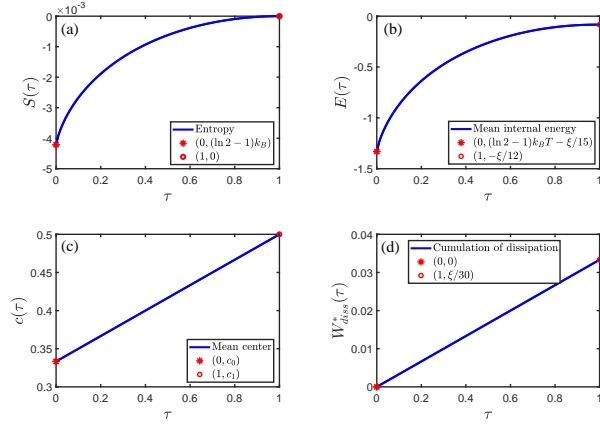 ×10⁻³
0
-1
-2
-3
-4
-5
S(τ)
(a)
Entropy
(0, (ln 2 − 1)k_B)
(1, 0)
0 0.2 0.4 0.6 0.8 1
τ
0
-0.5
-1
-1.5
E(τ)
(b)
Mean internal energy
(0, (ln 2 − 1)k_BT − ξ/15)
(1, −ξ/12)
0 0.2 0.4 0.6 0.8 1
τ
0.5
0.45
0.4
0.35
0.3
c(τ)
(c)
Mean center
(0, c₀)
(1, c₁)
0 0.2 0.4 0.6 0.8 1
τ
0.04
0.03
0.02
0.01
0
W*_diss(τ)
(d)
Cumulation of dissipation
(0, 0)
(1, ξ/30)
0 0.2 0.4 0.6 0.8 1
τ